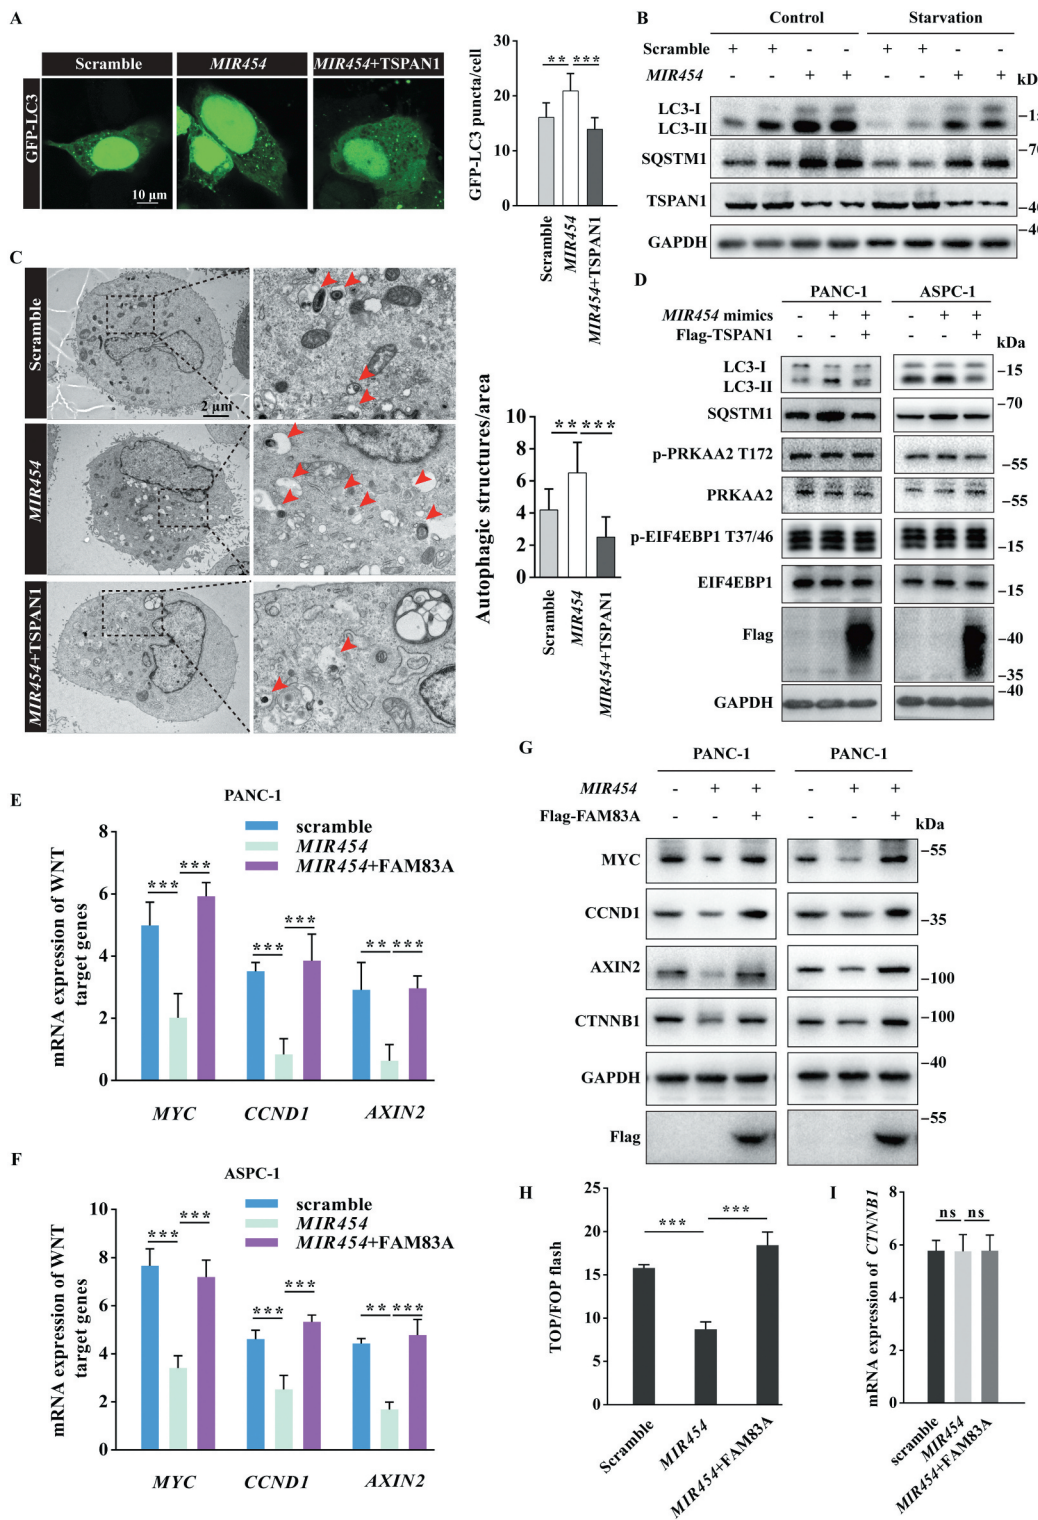 A
Scramble
MIR454
MIR454+TSPAN1
GFP-LC3
10 µm
GFP-LC3 puncta/cell
30
20
10
0
** ***
Scramble
MIR454
MIR454+TSPAN1
B
Control Starvation
Scramble + + - - + + - -
MIR454 - - + + - - + +
kD
LC3-I
LC3-II
SQSTM1
TSPAN1
GAPDH
–15
–70
–40
–40
C
Scramble
MIR454
MIR454+TSPAN1
2 µm
Autophagic structures/area
10
8
6
4
2
0
** ***
Scramble
MIR454
MIR454+TSPAN1
D
PANC-1 ASPC-1
MIR454 mimics - + + - + +
Flag-TSPAN1 - - + - - +
kDa
LC3-I
LC3-II
SQSTM1
p-PRKAA2 T172
PRKAA2
p-EIF4EBP1 T37/46
EIF4EBP1
Flag
GAPDH
–15
–70
–55
–55
–15
–15
–40
–35
–40
E
PANC-1
scramble
MIR454
MIR454+FAM83A
mRNA expression of WNT
target genes
8
6
4
2
0
*** ***
*** ***
** ***
MYC CCND1 AXIN2
F
ASPC-1
scramble
MIR454
MIR454+FAM83A
mRNA expression of WNT
target genes
10
8
6
4
2
0
*** ***
*** ***
** ***
MYC CCND1 AXIN2
G
PANC-1 PANC-1
MIR454 - + + - + +
Flag-FAM83A - - + - - +
kDa
MYC
CCND1
AXIN2
CTNNB1
GAPDH
Flag
–55
–35
–100
–100
–40
–55
H
TOP/FOP flash
25
20
15
10
5
0
*** ***
Scramble
MIR454
MIR454+FAM83A
I
mRNA expression of CTNNB1
8
6
4
2
0
ns ns
scramble
MIR454
MIR454+FAM83A